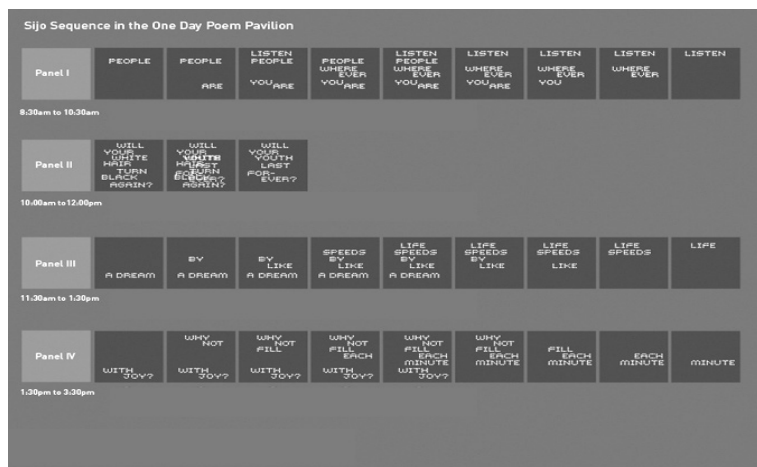 Sijo Sequence in the One Day Poem Pavilion
Panel I
PEOPLE
PEOPLE
ARE
LISTEN
PEOPLE
YOU ARE
PEOPLE
WHERE
EVER
YOU ARE
LISTEN
PEOPLE
WHERE
EVER
YOU ARE
LISTEN
WHERE
EVER
YOU ARE
LISTEN
WHERE
EVER
YOU
LISTEN
WHERE
EVER
LISTEN
8:30am to 10:30am
Panel II
WILL
YOUR
WHITE
HAIR
TURN
BLACK
AGAIN?
WILL
YOUR
HAIR
LAST
TURN
AGAIN?
WILL
YOUR
YOUTH
LAST
FOR-
EVER?
10:00am to 12:00pm
Panel III
A DREAM
BY
A DREAM
BY
LIKE
A DREAM
SPEEDS
BY
LIKE
A DREAM
LIFE
SPEEDS
BY
LIKE
A DREAM
LIFE
SPEEDS
BY
LIKE
LIFE
SPEEDS
LIKE
LIFE
SPEEDS
LIFE
11:30am to 1:30pm
Panel IV
WITH
JOY?
WHY
NOT
WITH
JOY?
WHY
NOT
FILL
WITH
JOY?
WHY
NOT
FILL
EACH
WITH
JOY?
WHY
NOT
FILL
EACH
MINUTE
WITH
JOY?
WHY
NOT
FILL
EACH
MINUTE
FILL
EACH
MINUTE
EACH
MINUTE
MINUTE
1:30pm to 3:30pm